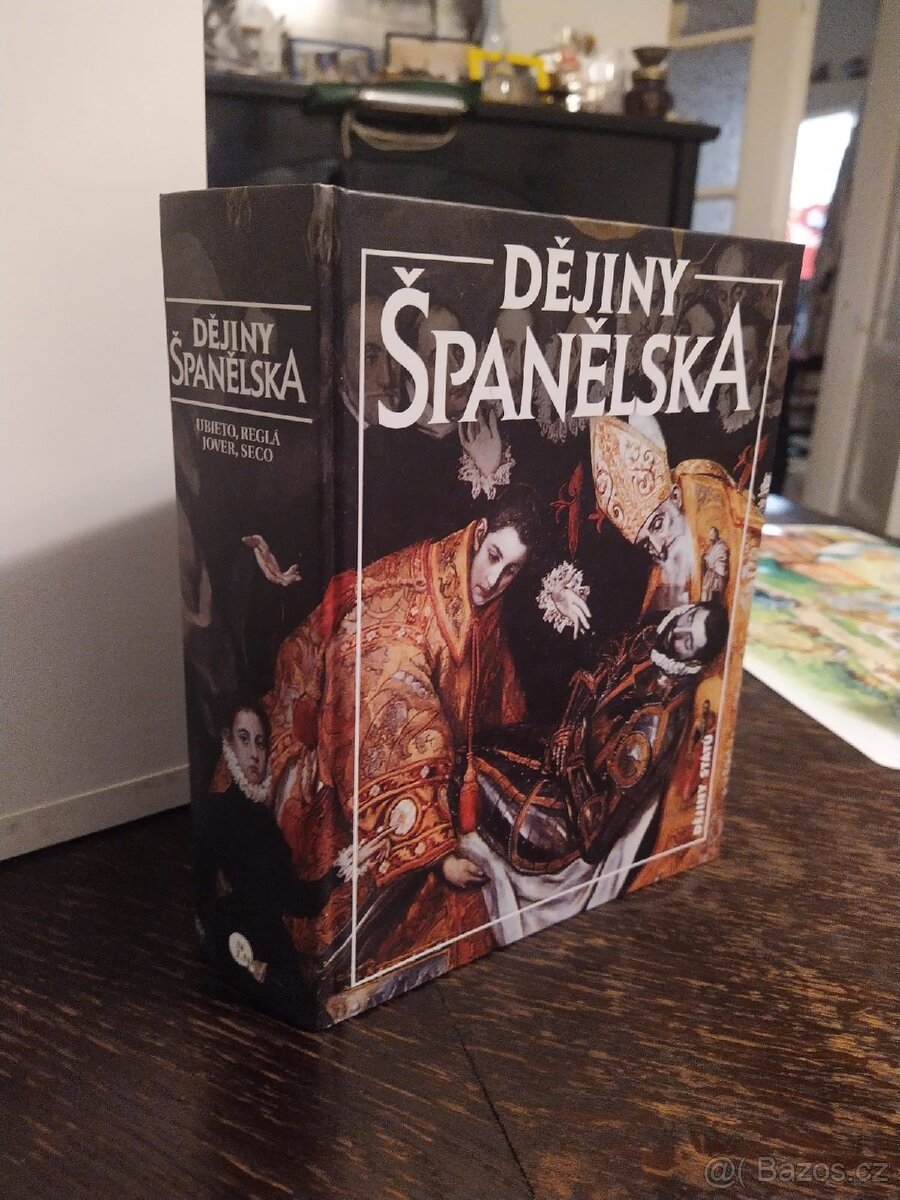 DĚJINY
ŠPANĚLSKA
UBIETO, REGLÁ
JOVER, SECO
DĚJINY
ŠPANĚLSKA
DĚJINY STÁTŮ
@( Bazos.cz